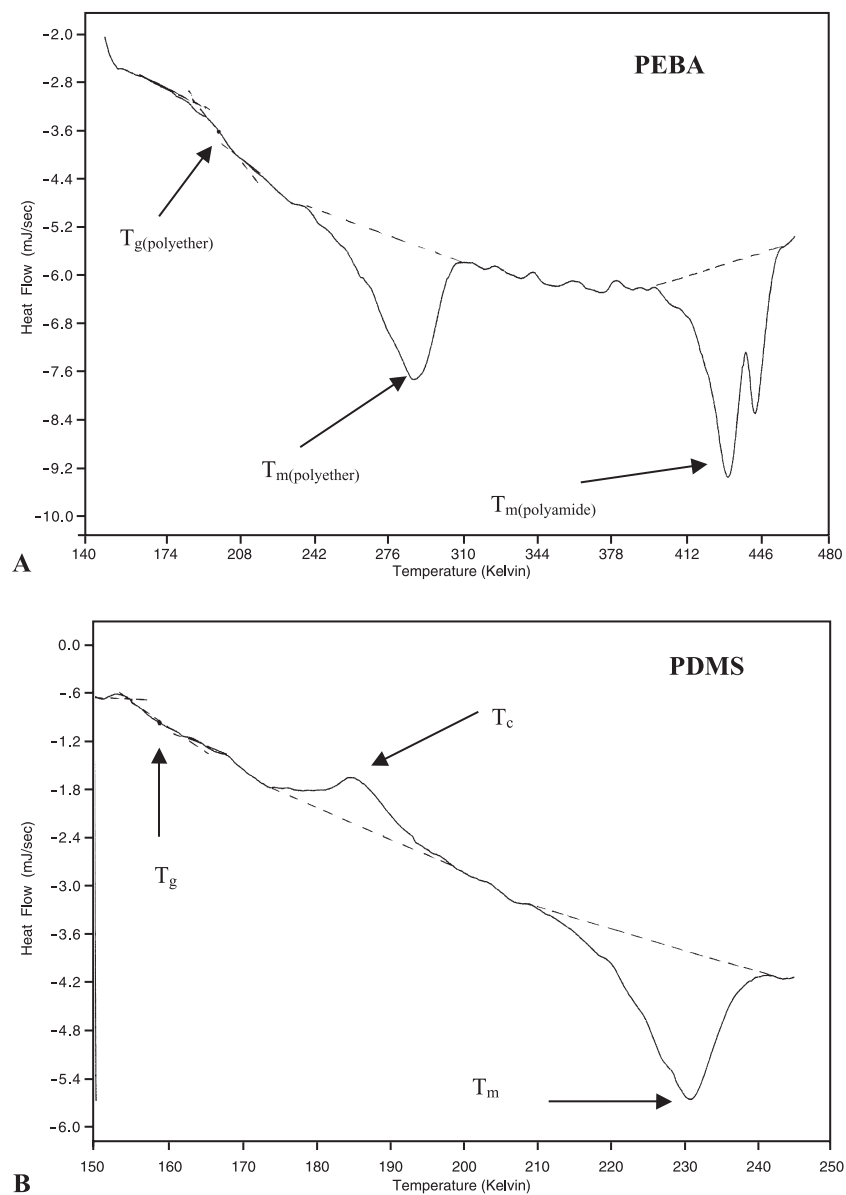 PEBA
-2.0
-2.8
-3.6
-4.4
-5.2
-6.0
-6.8
-7.6
-8.4
-9.2
-10.0
Heat Flow (mJ/sec)
Tg(polyether)
Tm(polyether)
Tm(polyamide)
140 174 208 242 276 310 344 378 412 446 480
Temperature (Kelvin)
A
PDMS
0.0
-.6
-1.2
-1.8
-2.4
-3.0
-3.6
-4.2
-4.8
-5.4
-6.0
Heat Flow (mJ/sec)
Tc
Tg
Tm
150 160 170 180 190 200 210 220 230 240 250
Temperature (Kelvin)
B